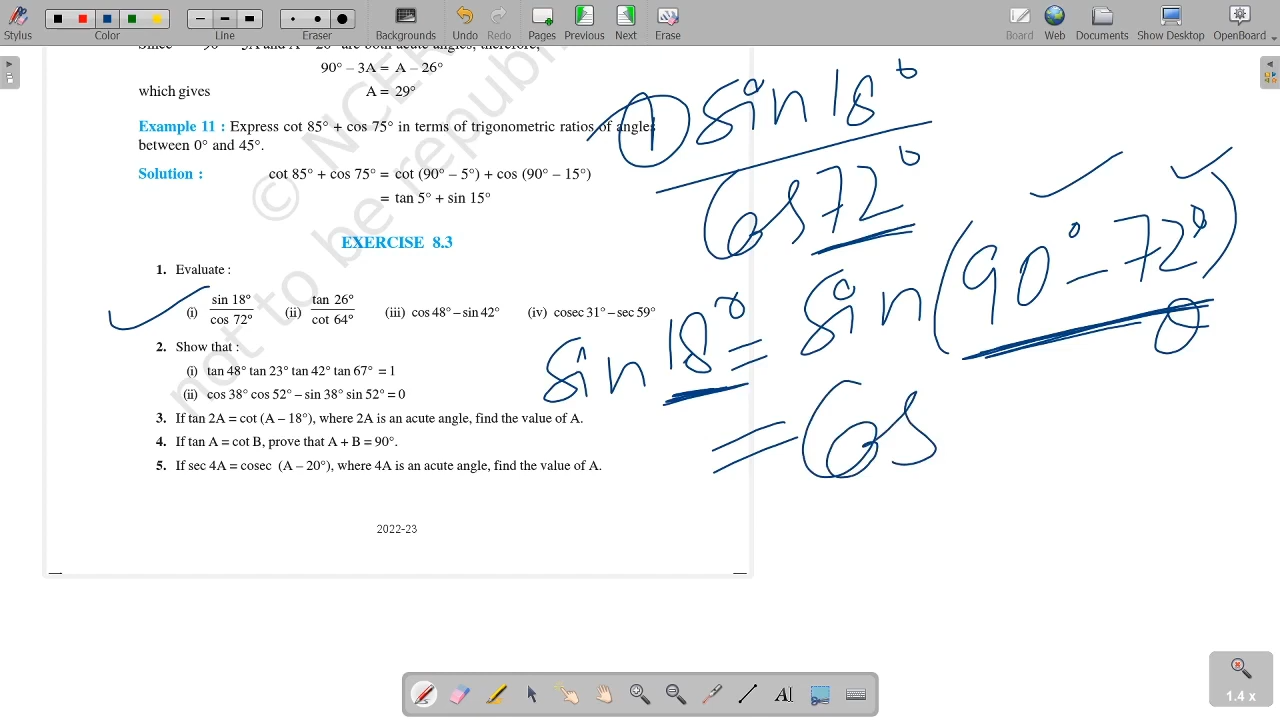 Stylus
Color
Line
Eraser
Backgrounds
Undo
Redo
Pages
Previous
Next
Erase
Board
Web
Documents
Show Desktop
OpenBoard
90° – 3A = A – 26°
which gives A = 29°
Example 11 : Express cot 85° + cos 75° in terms of trigonometric ratios of angles
between 0° and 45°.
Solution : cot 85° + cos 75° = cot (90° – 5°) + cos (90° – 15°)
= tan 5° + sin 15°
EXERCISE 8.3
1. Evaluate :
(i) sin 18° / cos 72° (ii) tan 26° / cot 64° (iii) cos 48° – sin 42° (iv) cosec 31° – sec 59°
2. Show that :
(i) tan 48° tan 23° tan 42° tan 67° = 1
(ii) cos 38° cos 52° – sin 38° sin 52° = 0
3. If tan 2A = cot (A – 18°), where 2A is an acute angle, find the value of A.
4. If tan A = cot B, prove that A + B = 90°.
5. If sec 4A = cosec (A – 20°), where 4A is an acute angle, find the value of A.
2022-23
© NCER
not to be republi
① sin 18°
cos 72°
sin 18° = sin (90° – 72°)
θ
= cos
1.4 x